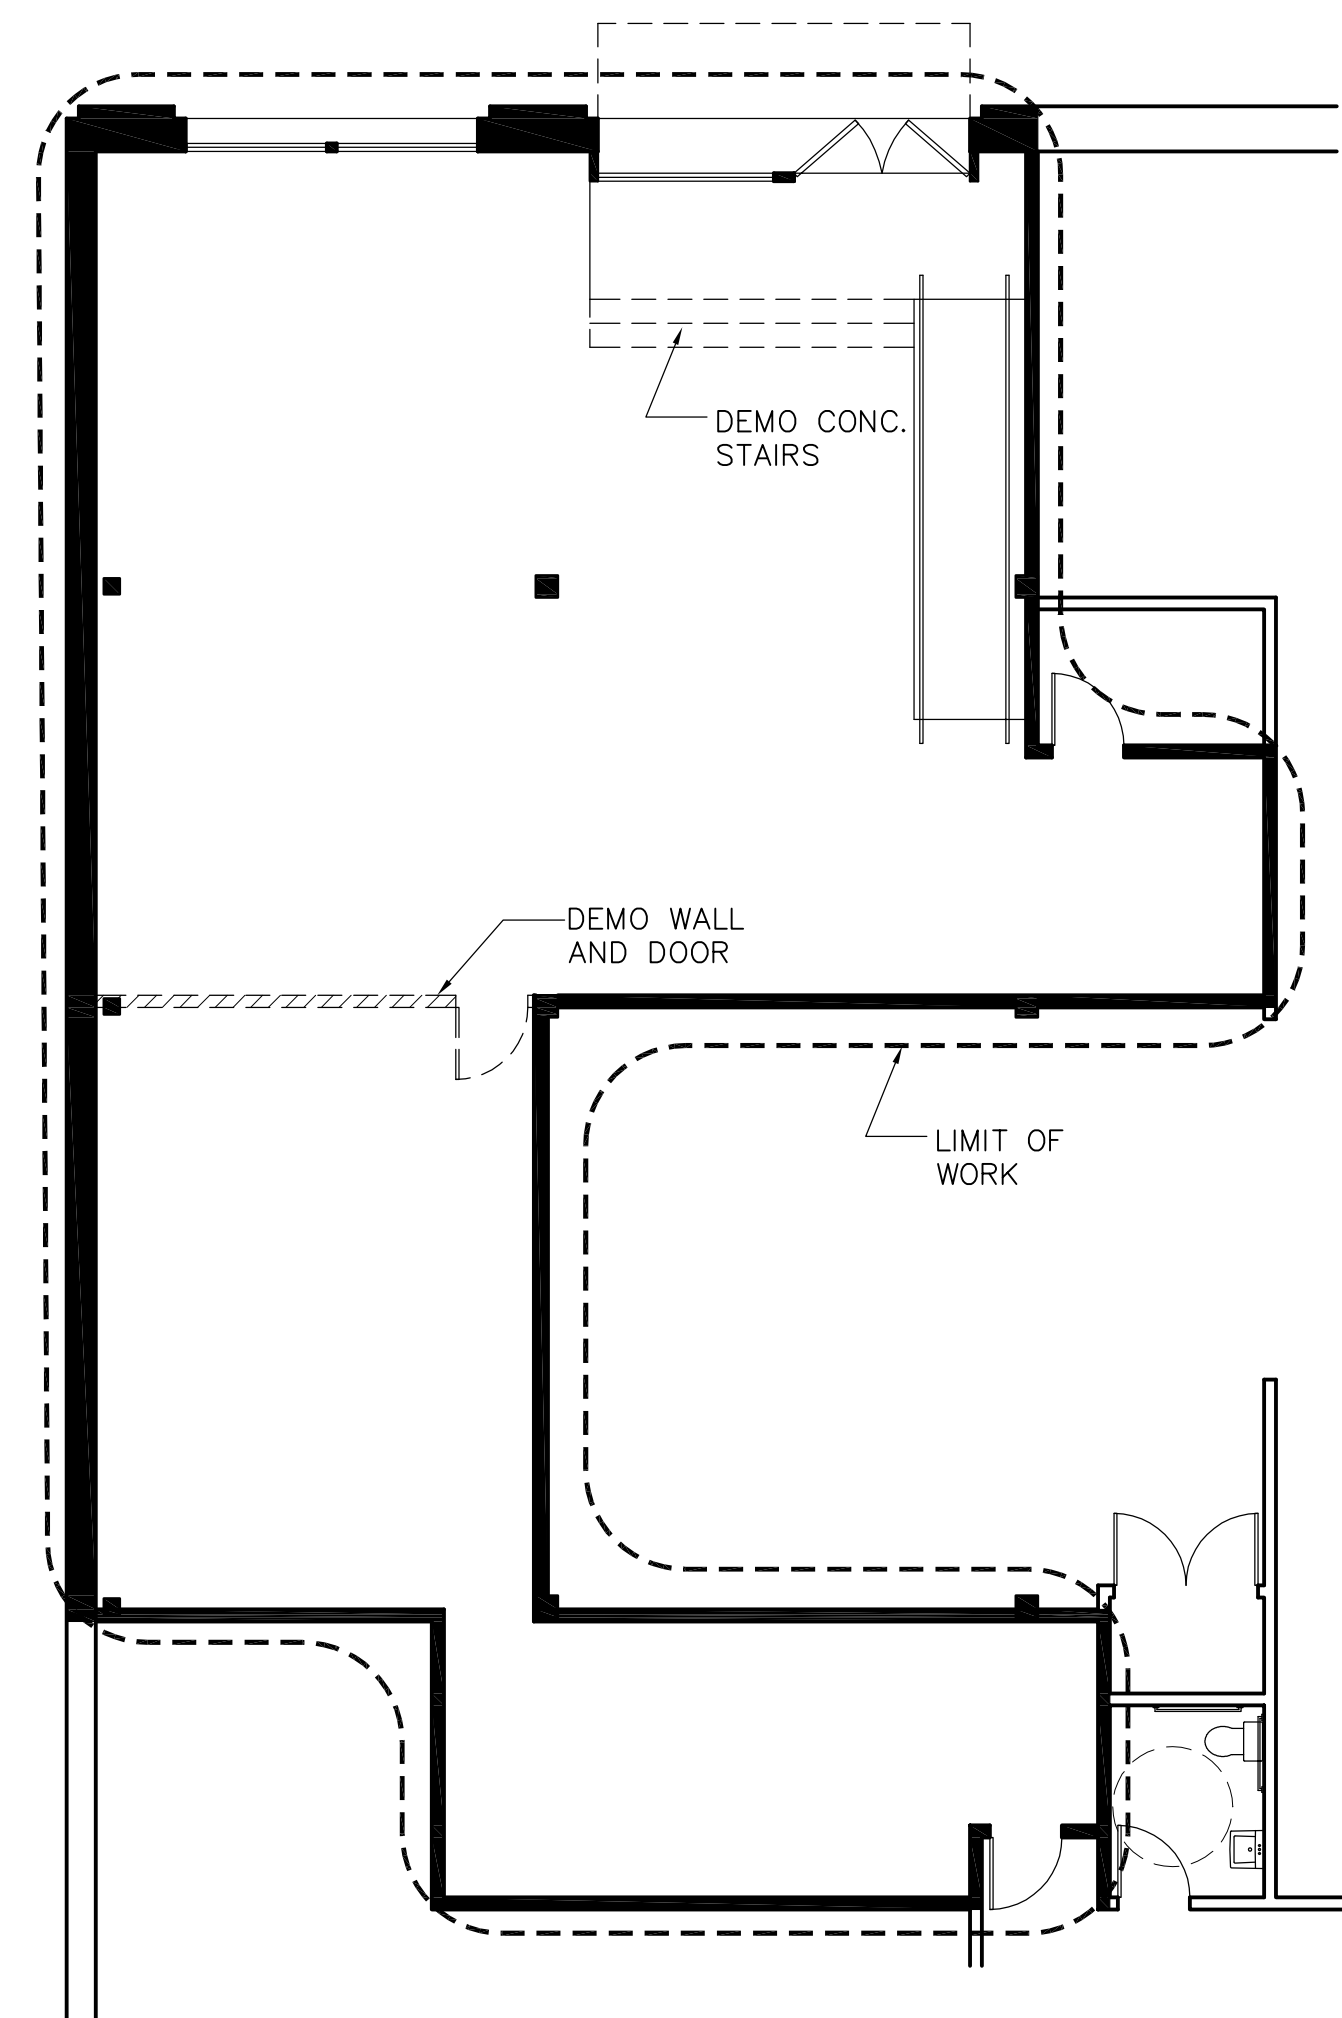 DEMO CONC.
STAIRS
DEMO WALL
AND DOOR
LIMIT OF
WORK